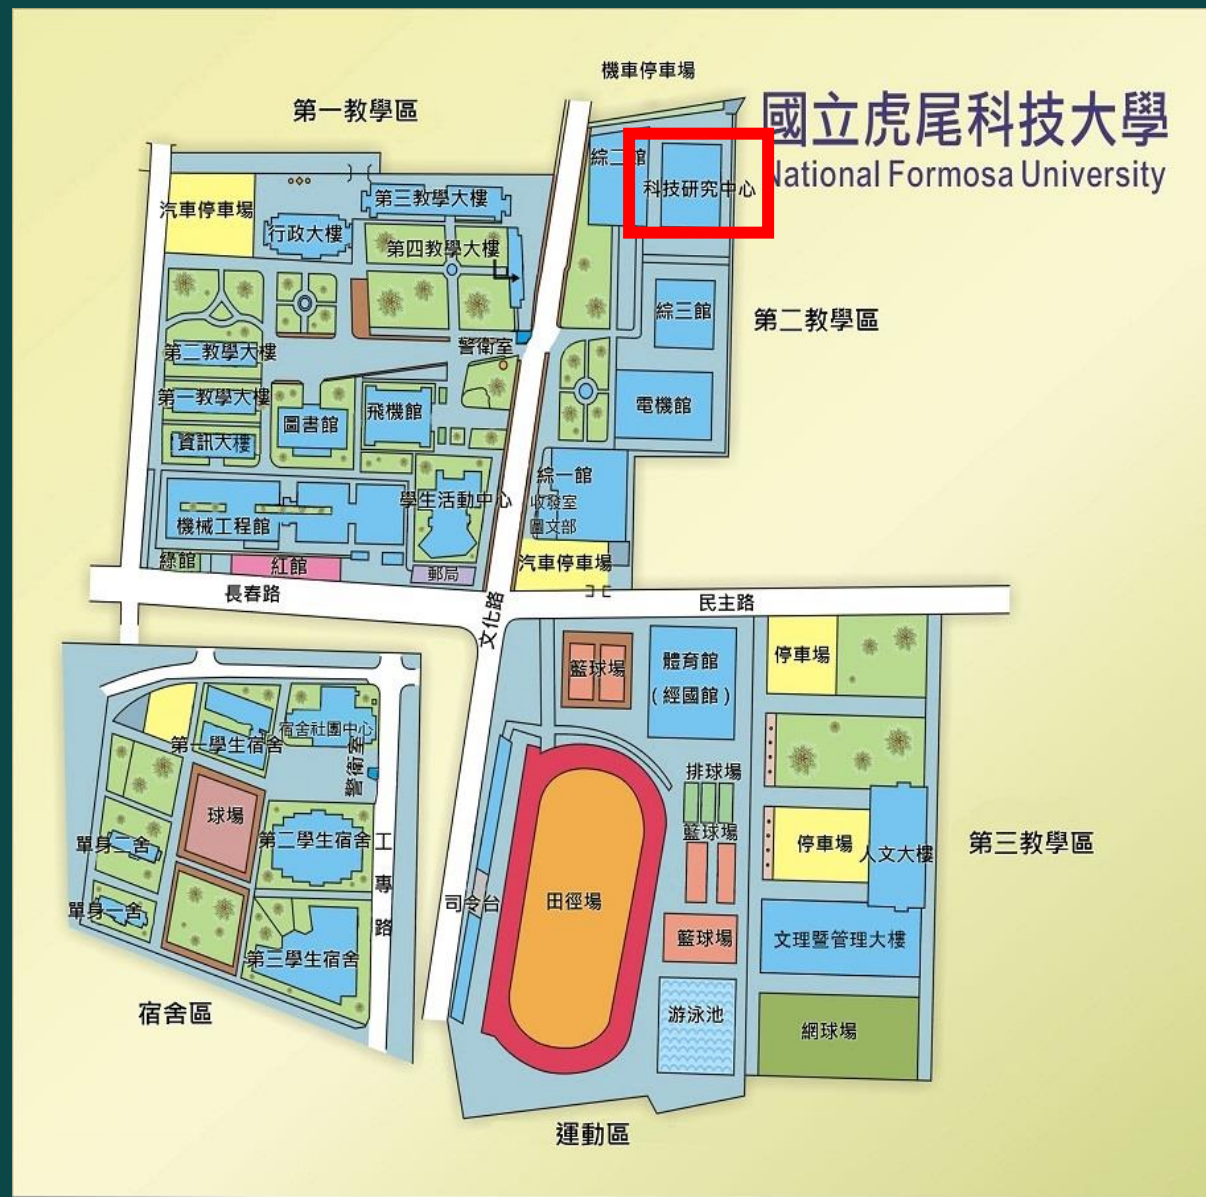 機車停車場
國立虎尾科技大學
National Formosa University
第一教學區
綜二館
科技研究中心
汽車停車場
第三教學大樓
行政大樓
第四教學大樓
綜三館
第二教學區
警衛室
第二教學大樓
第一教學大樓
圖書館
飛機館
電機館
資訊大樓
綜一館
收發室
圖文部
學生活動中心
機械工程館
綠館
紅館
郵局
汽車停車場
長春路
文化路
民主路
籃球場
體育館
(經國館)
停車場
第一學生宿舍
宿舍社團中心
警衛室
排球場
籃球場
球場
第二學生宿舍
工專路
停車場
人文大樓
第三教學區
單身二舍
單身一舍
司令台
田徑場
籃球場
文理暨管理大樓
第三學生宿舍
宿舍區
游泳池
網球場
運動區